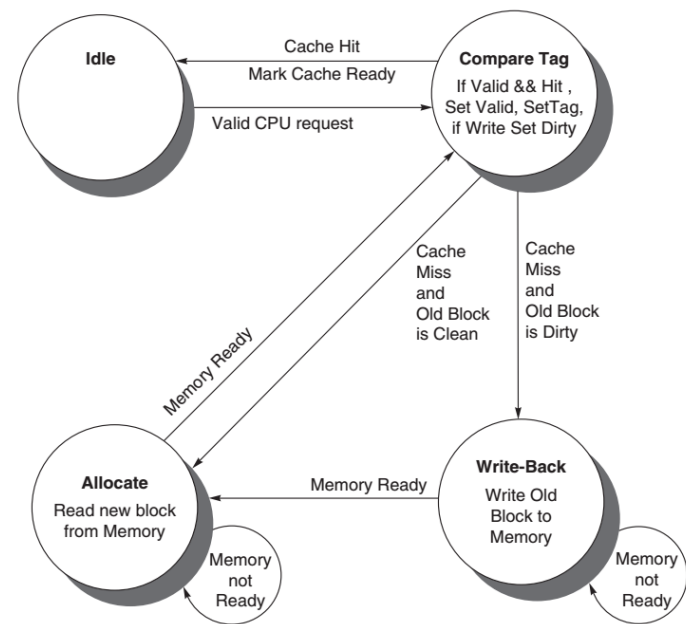 Idle
Cache Hit
Mark Cache Ready
Valid CPU request
Compare Tag
If Valid && Hit ,
Set Valid, SetTag,
if Write Set Dirty
Cache
Miss
and
Old Block
is Clean
Cache
Miss
and
Old Block
is Dirty
Memory Ready
Allocate
Read new block
from Memory
Memory Ready
Write-Back
Write Old
Block to
Memory
Memory
not
Ready
Memory
not
Ready